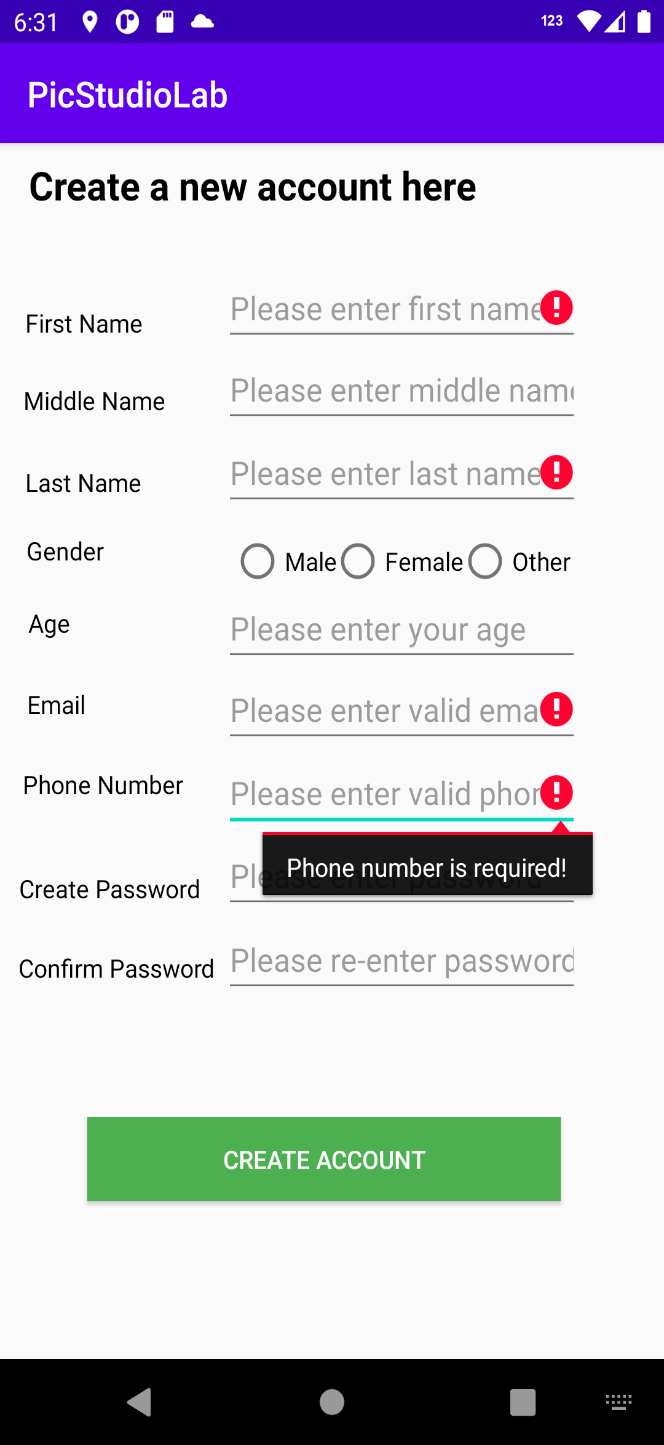 6:31 123
PicStudioLab
Create a new account here
First Name Please enter first name
Middle Name Please enter middle name
Last Name Please enter last name
Gender Male Female Other
Age Please enter your age
Email Please enter valid ema
Phone Number Please enter valid phon
Phone number is required!
Create Password Please enter password
Confirm Password Please re-enter password
CREATE ACCOUNT